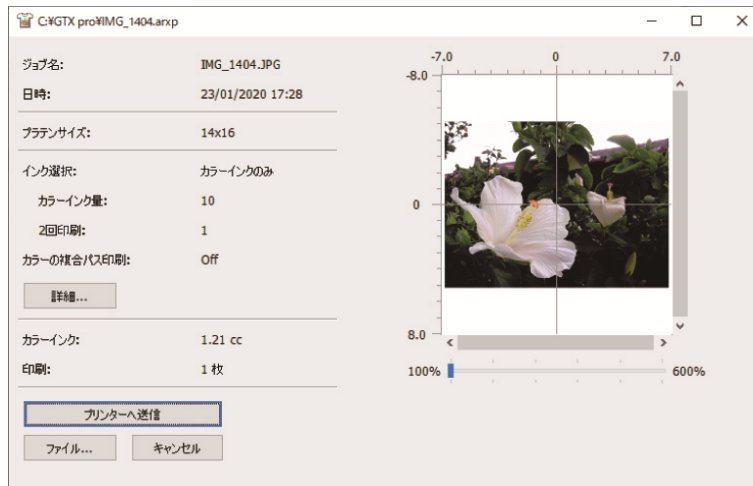 C:¥GTX pro¥IMG_1404.arxp
ジョブ名: IMG_1404.JPG
日時: 23/01/2020 17:28
プラテンサイズ: 14x16
インク選択: カラーインクのみ
カラーインク量: 10
2回印刷: 1
カラーの複合パス印刷: Off
詳細...
カラーインク: 1.21 cc
印刷: 1 枚
プリンターへ送信
ファイル... キャンセル
-7.0 0 7.0
-8.0
0
8.0
100% 600%